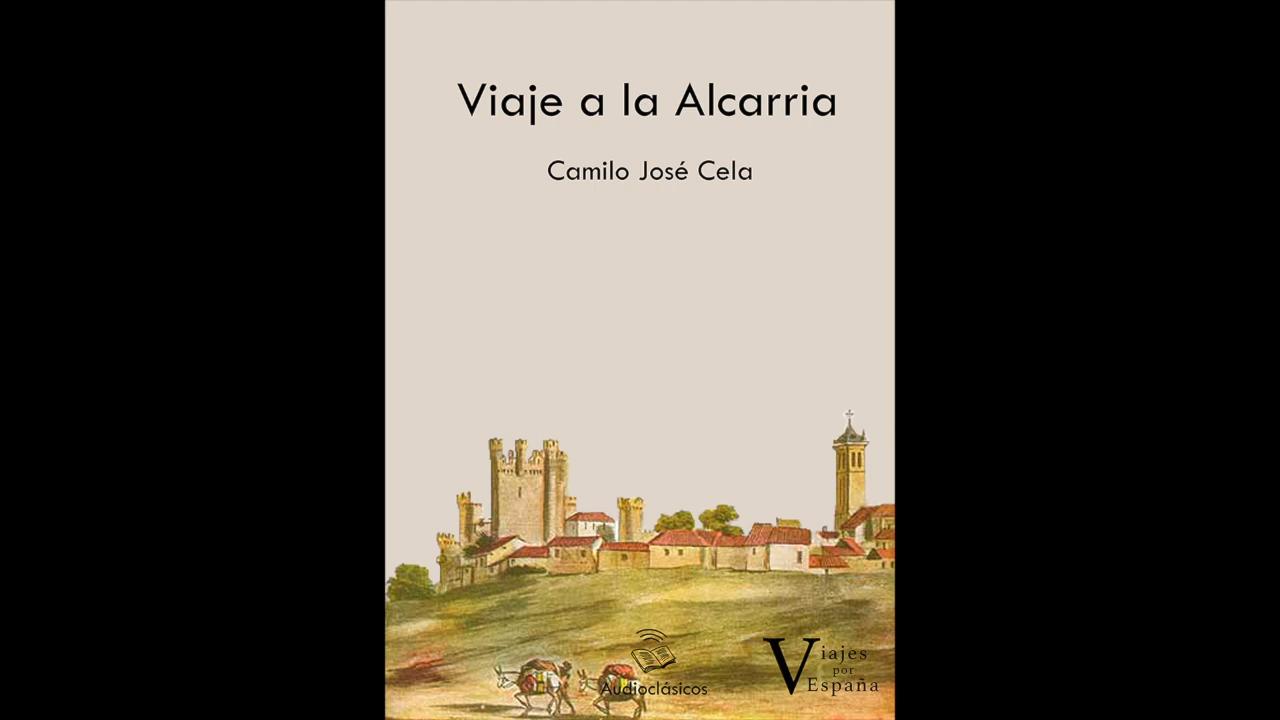 Viaje a la Alcarria
Camilo José Cela
Audioclásicos
Viajes
por
España